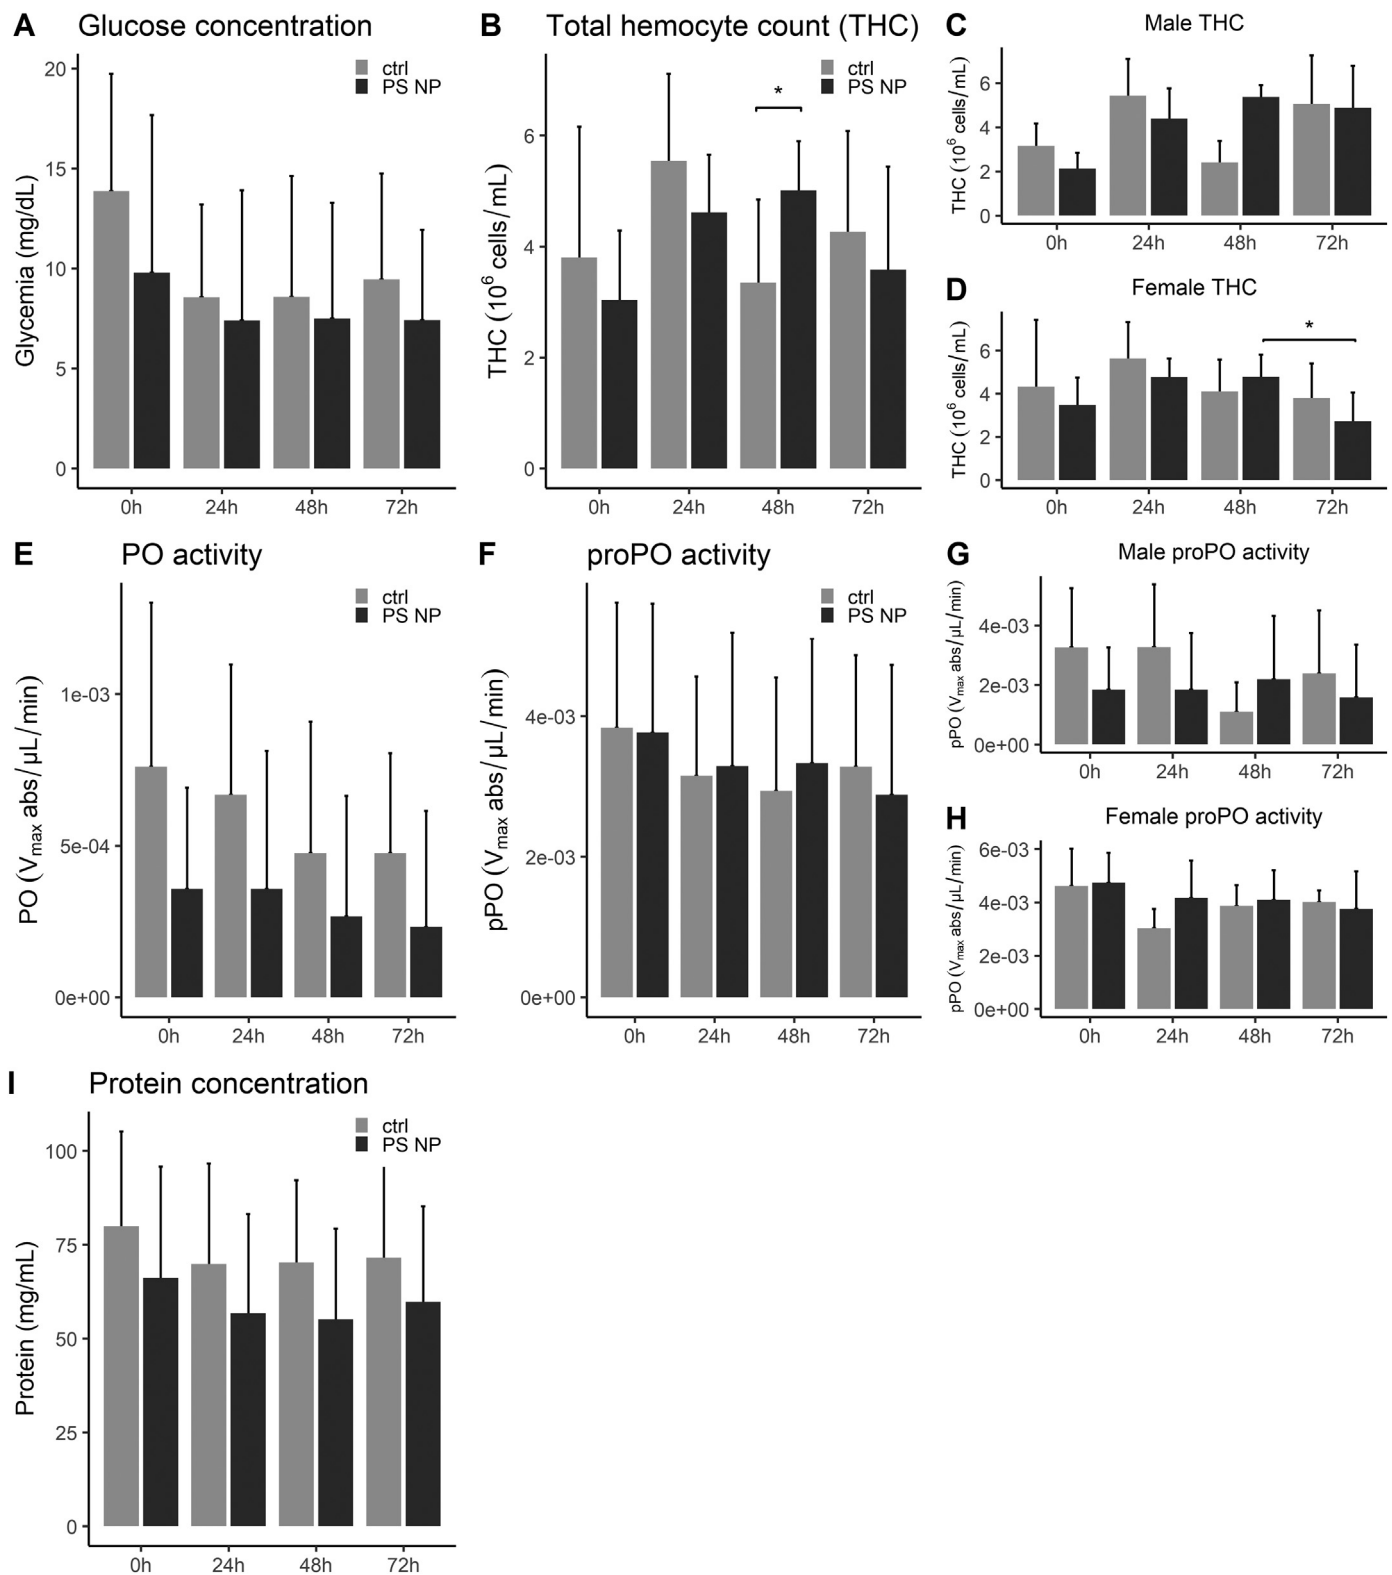 A Glucose concentration
ctrl
PS NP
Glycemia (mg/dL)
20
15
10
5
0
0h 24h 48h 72h
B Total hemocyte count (THC)
ctrl
PS NP
*
THC (10⁶ cells/mL)
6
4
2
0
0h 24h 48h 72h
C Male THC
THC (10⁶ cells/mL)
6
4
2
0
0h 24h 48h 72h
D Female THC
*
THC (10⁶ cells/mL)
6
4
2
0
0h 24h 48h 72h
E PO activity
ctrl
PS NP
PO (Vmax abs/µL/min)
1e-03
5e-04
0e+00
0h 24h 48h 72h
F proPO activity
ctrl
PS NP
pPO (Vmax abs/µL/min)
4e-03
2e-03
0e+00
0h 24h 48h 72h
G Male proPO activity
pPO (Vmax abs/µL/min)
4e-03
2e-03
0e+00
0h 24h 48h 72h
H Female proPO activity
pPO (Vmax abs/µL/min)
6e-03
4e-03
2e-03
0e+00
0h 24h 48h 72h
I Protein concentration
ctrl
PS NP
Protein (mg/mL)
100
75
50
25
0
0h 24h 48h 72h